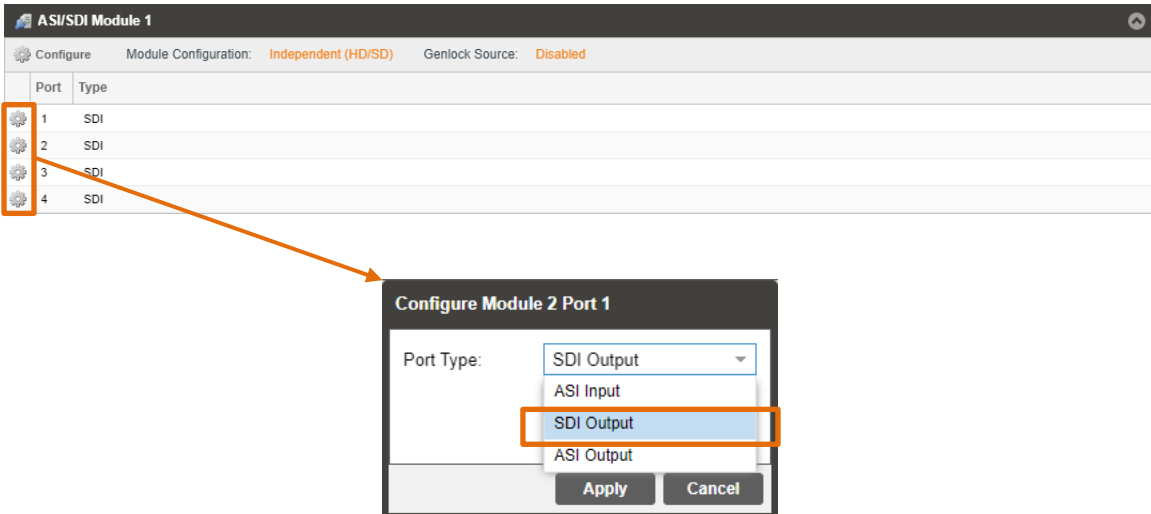 ASI/SDI Module 1
Configure Module Configuration: Independent (HD/SD) Genlock Source: Disabled
Port Type
1 SDI
2 SDI
3 SDI
4 SDI
Configure Module 2 Port 1
Port Type: SDI Output
ASI Input
SDI Output
ASI Output
Apply Cancel